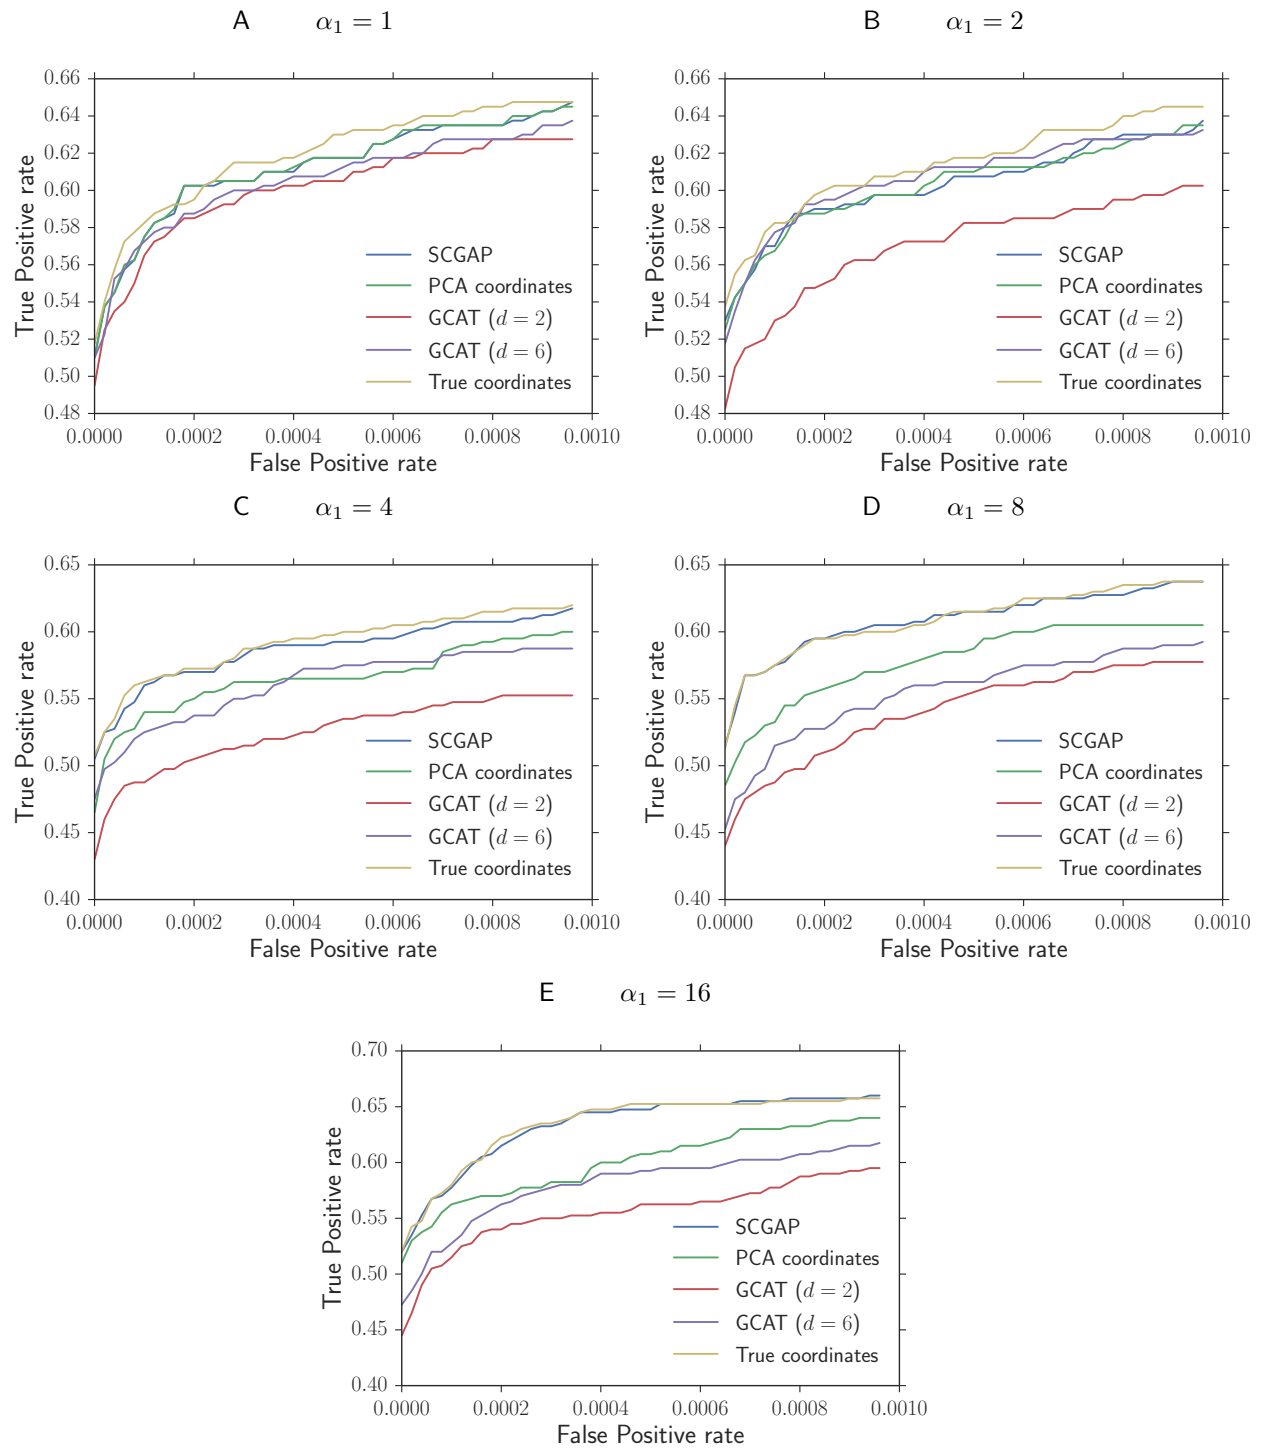 A α₁ = 1
B α₁ = 2
0.66
0.64
0.62
0.60
0.58
0.56
0.54
0.52
0.50
0.48
True Positive rate
SCGAP
PCA coordinates
GCAT (d = 2)
GCAT (d = 6)
True coordinates
0.0000 0.0002 0.0004 0.0006 0.0008 0.0010
False Positive rate
0.66
0.64
0.62
0.60
0.58
0.56
0.54
0.52
0.50
0.48
True Positive rate
SCGAP
PCA coordinates
GCAT (d = 2)
GCAT (d = 6)
True coordinates
0.0000 0.0002 0.0004 0.0006 0.0008 0.0010
False Positive rate
C α₁ = 4
D α₁ = 8
0.65
0.60
0.55
0.50
0.45
0.40
True Positive rate
SCGAP
PCA coordinates
GCAT (d = 2)
GCAT (d = 6)
True coordinates
0.0000 0.0002 0.0004 0.0006 0.0008 0.0010
False Positive rate
0.65
0.60
0.55
0.50
0.45
0.40
True Positive rate
SCGAP
PCA coordinates
GCAT (d = 2)
GCAT (d = 6)
True coordinates
0.0000 0.0002 0.0004 0.0006 0.0008 0.0010
False Positive rate
E α₁ = 16
0.70
0.65
0.60
0.55
0.50
0.45
0.40
True Positive rate
SCGAP
PCA coordinates
GCAT (d = 2)
GCAT (d = 6)
True coordinates
0.0000 0.0002 0.0004 0.0006 0.0008 0.0010
False Positive rate